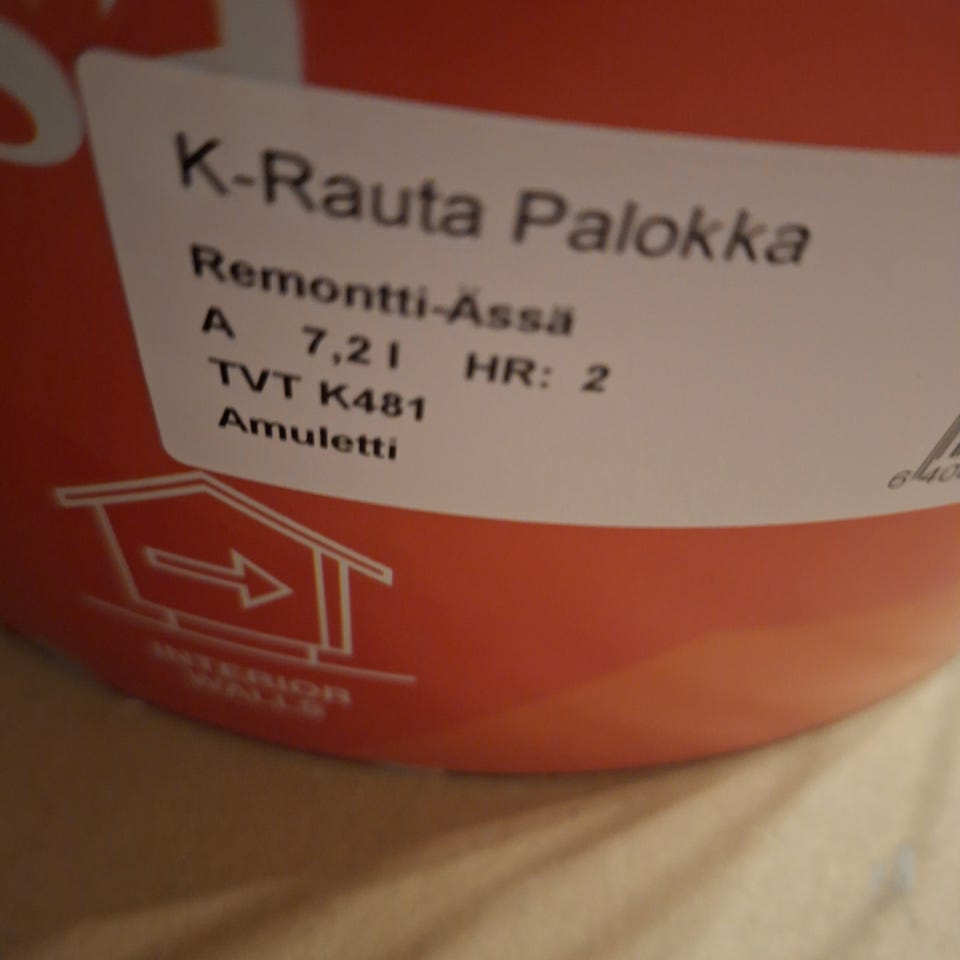 K-Rauta Palokka
Remontti-Ässä
A 7,2 l HR: 2
TVT K481
Amuletti
INTERIOR
WALLS